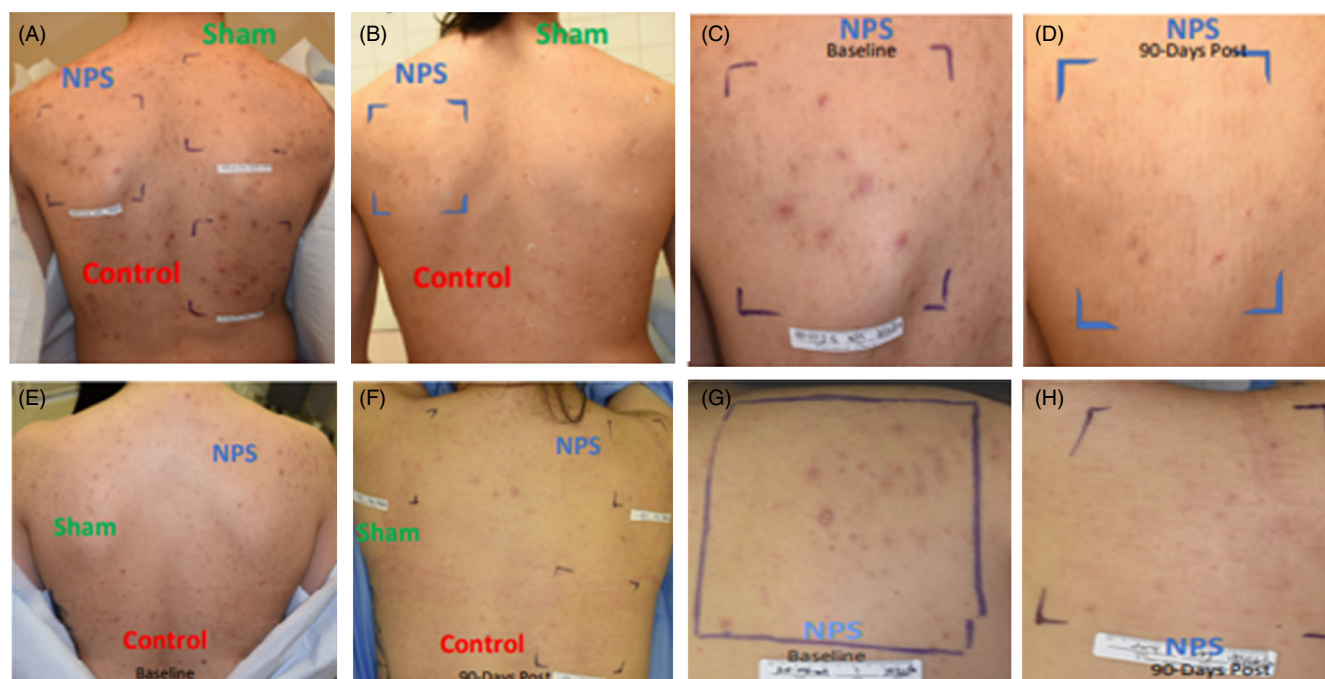 (A)
Sham
NPS
Control
(B)
Sham
NPS
Control
(C)
NPS
Baseline
(D)
NPS
90-Days Post
(E)
NPS
Sham
Control
Baseline
(F)
NPS
Sham
Control
90-Days Post
(G)
NPS
Baseline
(H)
NPS
90-Days Post